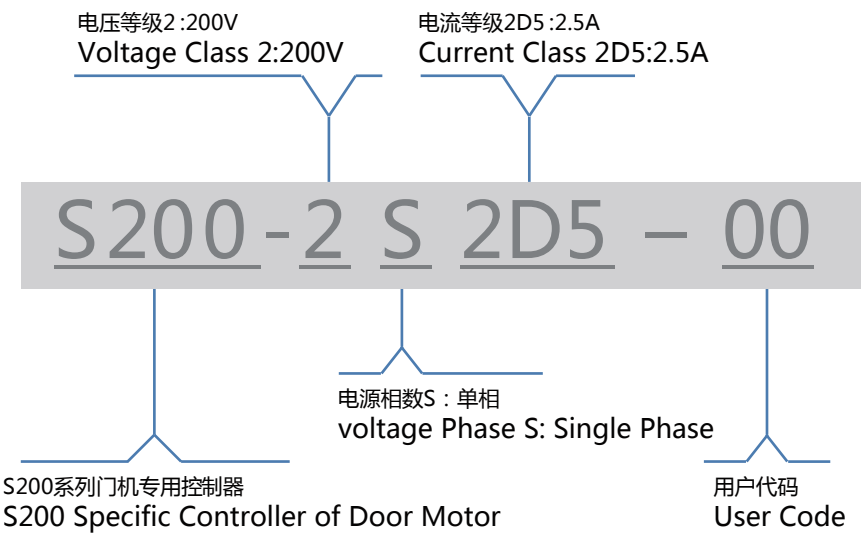 电压等级2 :200V
Voltage Class 2:200V
电流等级2D5 :2.5A
Current Class 2D5:2.5A
S200-2 S 2D5 – 00
电源相数S：单相
voltage Phase S: Single Phase
S200系列门机专用控制器
S200 Specific Controller of Door Motor
用户代码
User Code